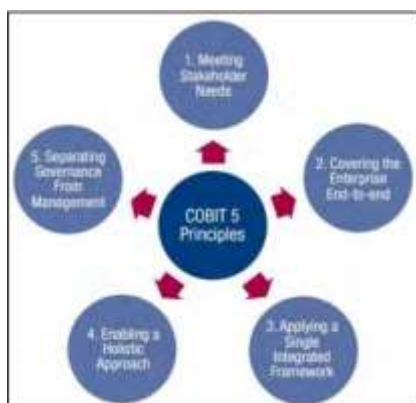 1. Meeting
Stakeholder
Needs
5. Separating
Governance
From
Management
2. Covering the
Enterprise
End-to-end
COBIT 5
Principles
4. Enabling a
Holistic
Approach
3. Applying a
Single
Integrated
Framework